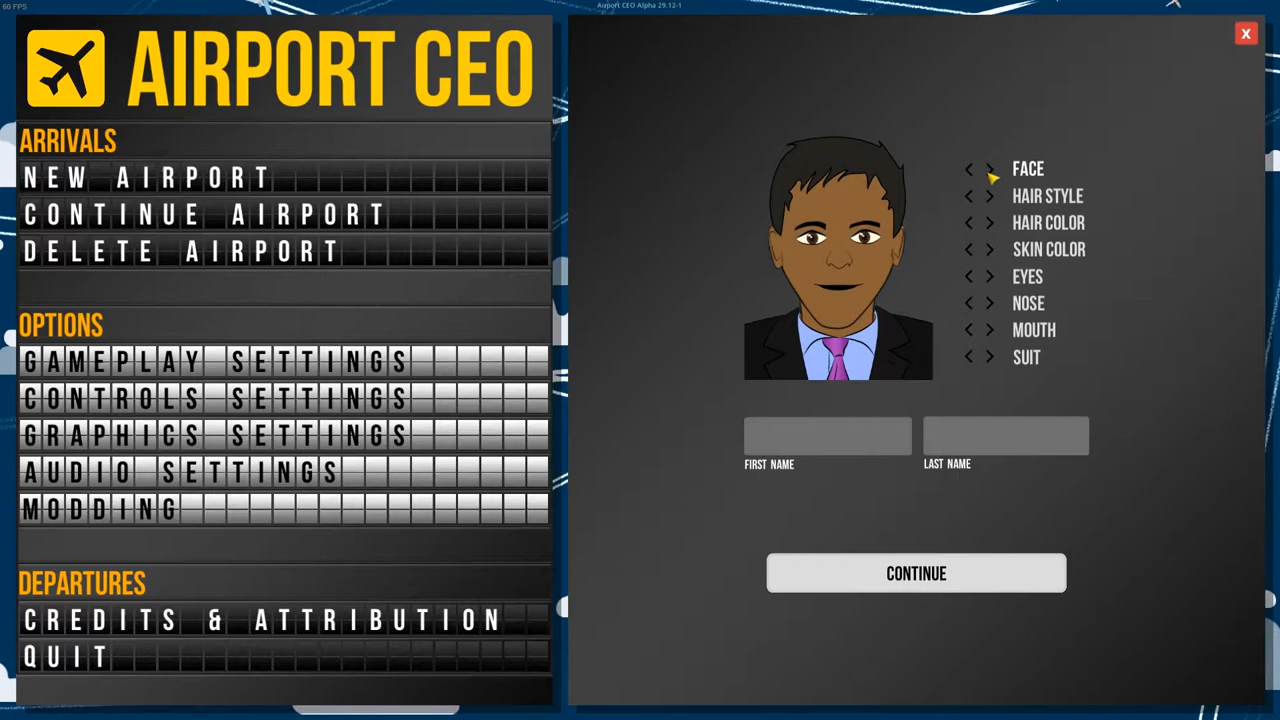 60 FPS
Airport CEO Alpha 29.12-1
AIRPORT CEO
ARRIVALS
NEW AIRPORT
CONTINUE AIRPORT
DELETE AIRPORT
OPTIONS
GAMEPLAY SETTINGS
CONTROLS SETTINGS
GRAPHICS SETTINGS
AUDIO SETTINGS
MODDING
DEPARTURES
CREDITS & ATTRIBUTION
QUIT
X
< > FACE
< > HAIR STYLE
< > HAIR COLOR
< > SKIN COLOR
< > EYES
< > NOSE
< > MOUTH
< > SUIT
FIRST NAME
LAST NAME
CONTINUE